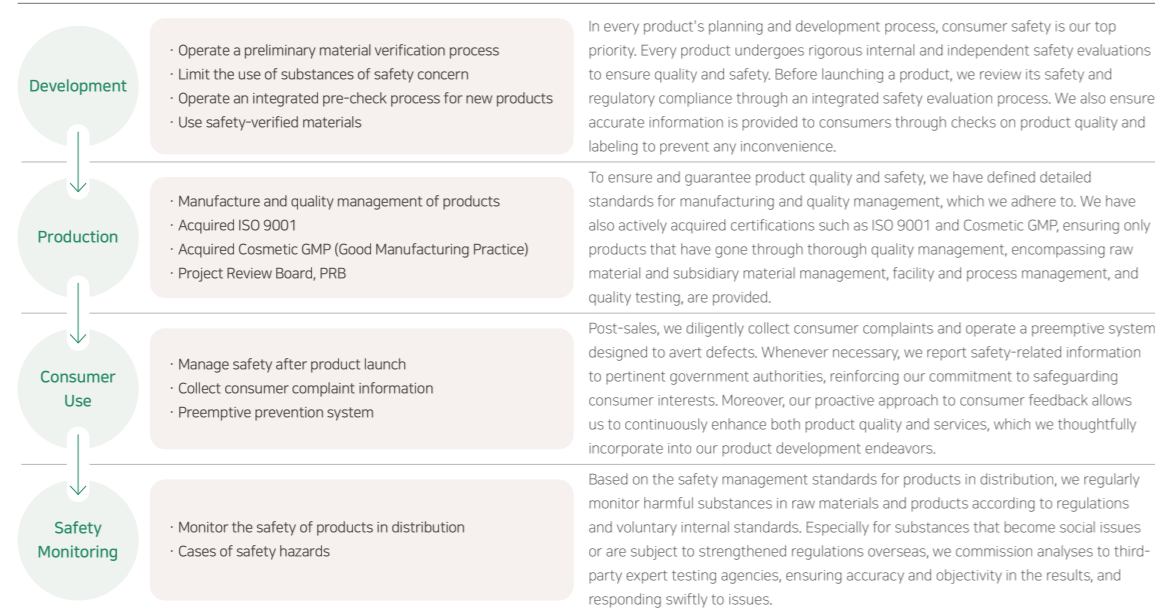 Development
· Operate a preliminary material verification process
· Limit the use of substances of safety concern
· Operate an integrated pre-check process for new products
· Use safety-verified materials
In every product's planning and development process, consumer safety is our top
priority. Every product undergoes rigorous internal and independent safety evaluations
to ensure quality and safety. Before launching a product, we review its safety and
regulatory compliance through an integrated safety evaluation process. We also ensure
accurate information is provided to consumers through checks on product quality and
labeling to prevent any inconvenience.
Production
· Manufacture and quality management of products
· Acquired ISO 9001
· Acquired Cosmetic GMP (Good Manufacturing Practice)
· Project Review Board, PRB
To ensure and guarantee product quality and safety, we have defined detailed
standards for manufacturing and quality management, which we adhere to. We have
also actively acquired certifications such as ISO 9001 and Cosmetic GMP, ensuring only
products that have gone through thorough quality management, encompassing raw
material and subsidiary material management, facility and process management, and
quality testing, are provided.
Consumer
Use
· Manage safety after product launch
· Collect consumer complaint information
· Preemptive prevention system
Post-sales, we diligently collect consumer complaints and operate a preemptive system
designed to avert defects. Whenever necessary, we report safety-related information
to pertinent government authorities, reinforcing our commitment to safeguarding
consumer interests. Moreover, our proactive approach to consumer feedback allows
us to continuously enhance both product quality and services, which we thoughtfully
incorporate into our product development endeavors.
Safety
Monitoring
· Monitor the safety of products in distribution
· Cases of safety hazards
Based on the safety management standards for products in distribution, we regularly
monitor harmful substances in raw materials and products according to regulations
and voluntary internal standards. Especially for substances that become social issues
or are subject to strengthened regulations overseas, we commission analyses to third-
party expert testing agencies, ensuring accuracy and objectivity in the results, and
responding swiftly to issues.